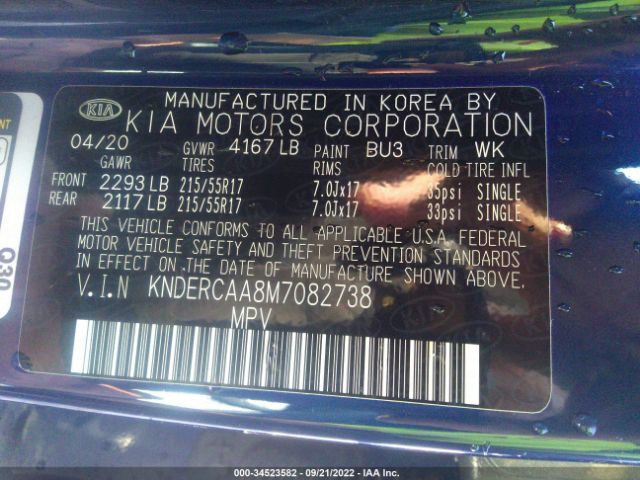 MANUFACTURED IN KOREA BY
KIA KIA MOTORS CORPORATION
04/20 GVWR 4167 LB PAINT BU3 TRIM WK
GAWR TIRES RIMS COLD TIRE INFL
FRONT 2293 LB 215/55R17 7.0Jx17 35psi SINGLE
REAR 2117 LB 215/55R17 7.0Jx17 33psi SINGLE
THIS VEHICLE CONFORMS TO ALL APPLICABLE U.S.A. FEDERAL
MOTOR VEHICLE SAFETY AND THEFT PREVENTION STANDARDS
IN EFFECT ON THE DATE OF MANUFACTURE SHOWN ABOVE.
V.I.N KNDERCAA8M7082738
MPV
Q30
000-34523582 - 09/21/2022 - IAA Inc.